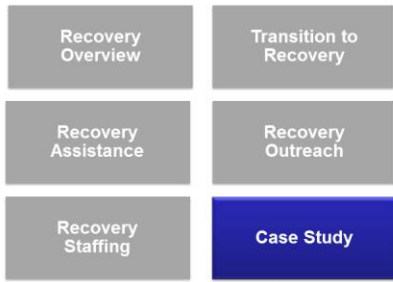 Recovery
Overview
Transition to
Recovery
Recovery
Assistance
Recovery
Outreach
Recovery
Staffing
Case Study